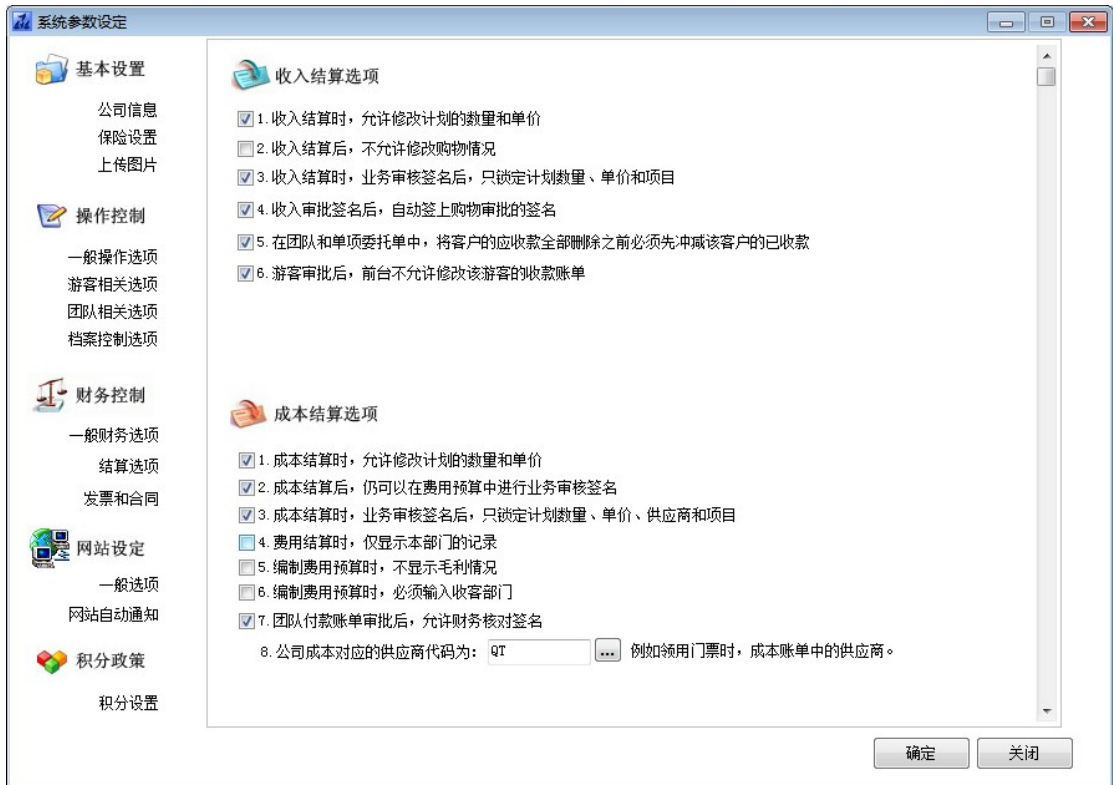 系统参数设定
基本设置
公司信息
保险设置
上传图片
操作控制
一般操作选项
游客相关选项
团队相关选项
档案控制选项
财务控制
一般财务选项
结算选项
发票和合同
网站设定
一般选项
网站自动通知
积分政策
积分设置
收入结算选项
1.收入结算时，允许修改计划的数量和单价
2.收入结算后，不允许修改购物情况
3.收入结算时，业务审核签名后，只锁定计划数量、单价和项目
4.收入审批签名后，自动签上购物审批的签名
5.在团队和单项委托单中，将客户的应收款全部删除之前必须先冲减该客户的已收款
6.游客审批后，前台不允许修改该游客的收款账单
成本结算选项
1.成本结算时，允许修改计划的数量和单价
2.成本结算后，仍可以在费用预算中进行业务审核签名
3.成本结算时，业务审核签名后，只锁定计划数量、单价、供应商和项目
4.费用结算时，仅显示本部门的记录
5.编制费用预算时，不显示毛利情况
6.编制费用预算时，必须输入收客部门
7.团队付款账单审批后，允许财务核对签名
8.公司成本对应的供应商代码为： QT ... 例如领用门票时，成本账单中的供应商。
确定 关闭